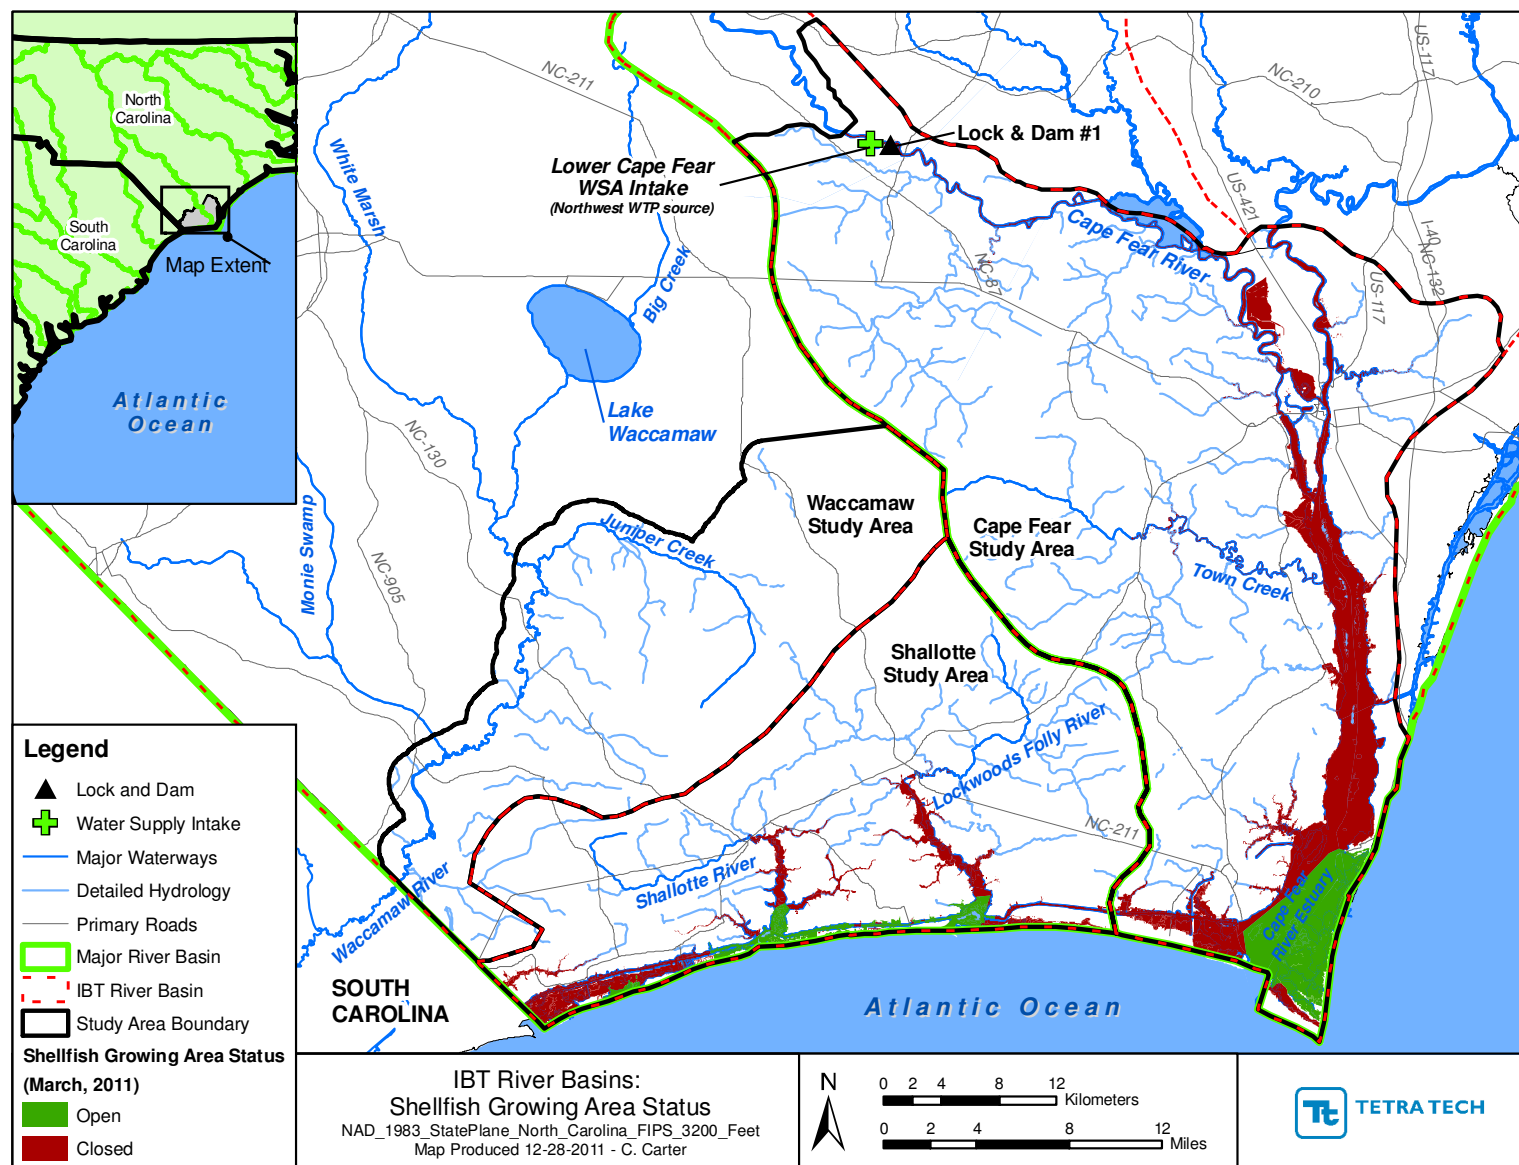 North
Carolina
South
Carolina
Map Extent
Atlantic
Ocean
NC-211
White Marsh
Lower Cape Fear
WSA Intake
(Northwest WTP source)
Lock & Dam #1
NC-210
US-117
US-421
I-40
NC-132
US-117
Cape Fear River
NC-87
Big Creek
Lake
Waccamaw
NC-130
Monie Swamp
NC-905
Juniper Creek
Waccamaw
Study Area
Cape Fear
Study Area
Town Creek
Shallotte
Study Area
Lockwoods Folly River
NC-211
Shallotte River
Waccamaw River
Cape Fear
River Estuary
SOUTH
CAROLINA
Atlantic Ocean
Legend
Lock and Dam
Water Supply Intake
Major Waterways
Detailed Hydrology
Primary Roads
Major River Basin
IBT River Basin
Study Area Boundary
Shellfish Growing Area Status
(March, 2011)
Open
Closed
IBT River Basins:
Shellfish Growing Area Status
NAD_1983_StatePlane_North_Carolina_FIPS_3200_Feet
Map Produced 12-28-2011 - C. Carter
N
0 2 4 8 12
Kilometers
0 2 4 8 12
Miles
Tt
TETRA TECH